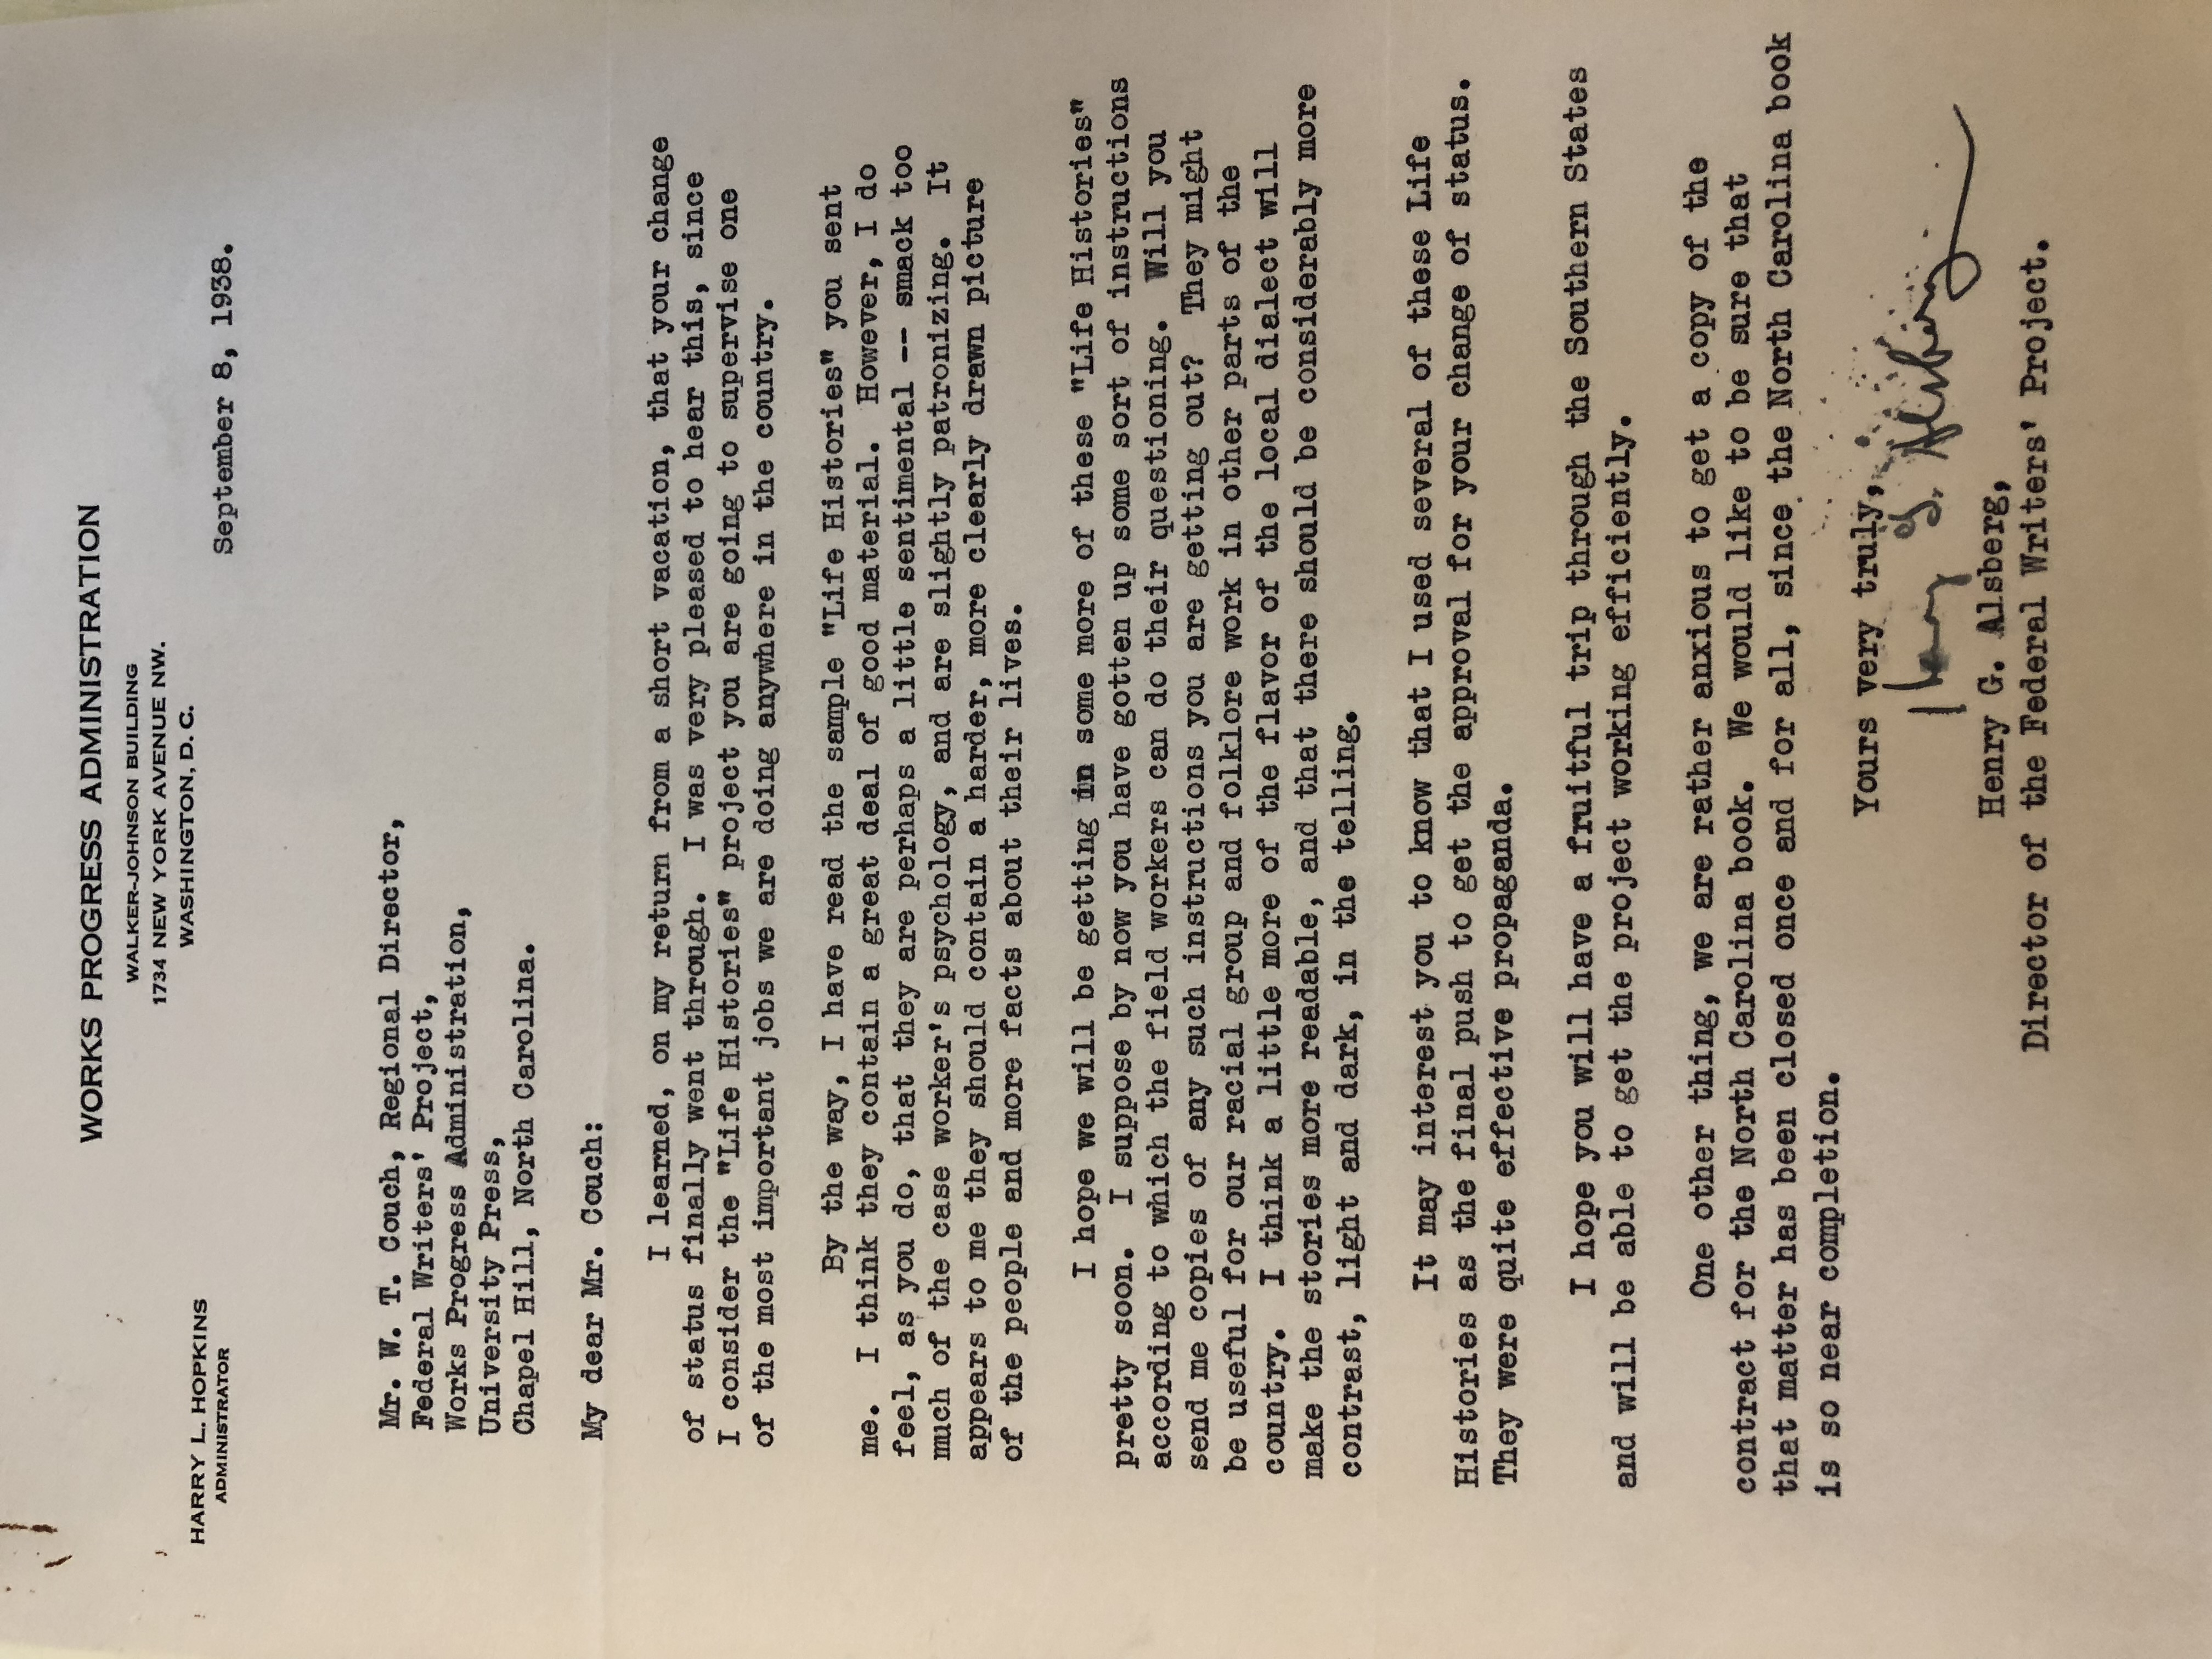 WORKS PROGRESS ADMINISTRATION
WALKER-JOHNSON BUILDING
1734 NEW YORK AVENUE NW.
WASHINGTON, D. C.
HARRY L. HOPKINS
ADMINISTRATOR
September 8, 1938.
Mr. W. T. Couch, Regional Director,
Federal Writers' Project,
Works Progress Administration,
University Press,
Chapel Hill, North Carolina.
My dear Mr. Couch:
I learned, on my return from a short vacation, that your change
of status finally went through. I was very pleased to hear this, since
I consider the "Life Histories" project you are going to supervise one
of the most important jobs we are doing anywhere in the country.
By the way, I have read the sample "Life Histories" you sent
me. I think they contain a great deal of good material. However, I do
feel, as you do, that they are perhaps a little sentimental -- smack too
much of the case worker's psychology, and are slightly patronizing. It
appears to me they should contain a harder, more clearly drawn picture
of the people and more facts about their lives.
I hope we will be getting in some more of these "Life Histories"
pretty soon. I suppose by now you have gotten up some sort of instructions
according to which the field workers can do their questioning. Will you
send me copies of any such instructions you are getting out? They might
be useful for our racial group and folklore work in other parts of the
country. I think a little more of the flavor of the local dialect will
make the stories more readable, and that there should be considerably more
contrast, light and dark, in the telling.
It may interest you to know that I used several of these Life
Histories as the final push to get the approval for your change of status.
They were quite effective propaganda.
I hope you will have a fruitful trip through the Southern States
and will be able to get the project working efficiently.
One other thing, we are rather anxious to get a copy of the
contract for the North Carolina book. We would like to be sure that
that matter has been closed once and for all, since the North Carolina book
is so near completion.
Yours very truly,
Henry G. Alsberg
Henry G. Alsberg,
Director of the Federal Writers' Project.